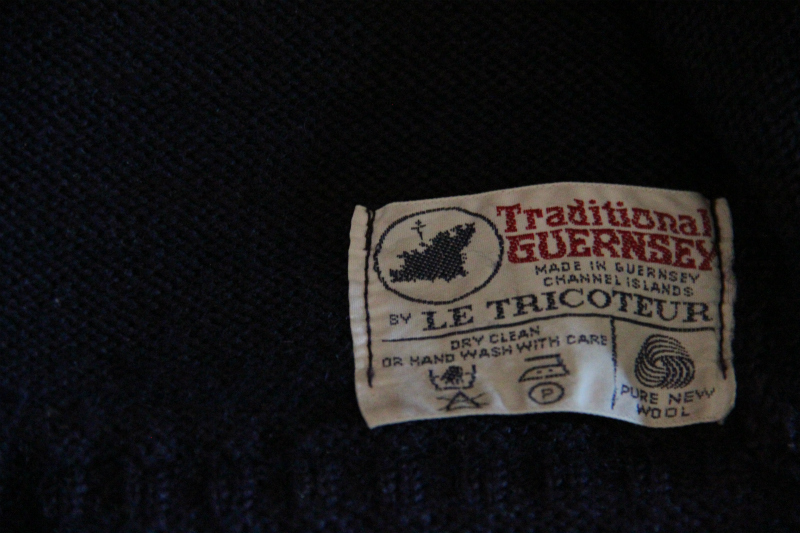 Traditional
GUERNSEY
MADE IN GUERNSEY
CHANNEL ISLANDS
BY LE TRICOTEUR
DRY CLEAN
OR HAND WASH WITH CARE
P
PURE NEW
WOOL